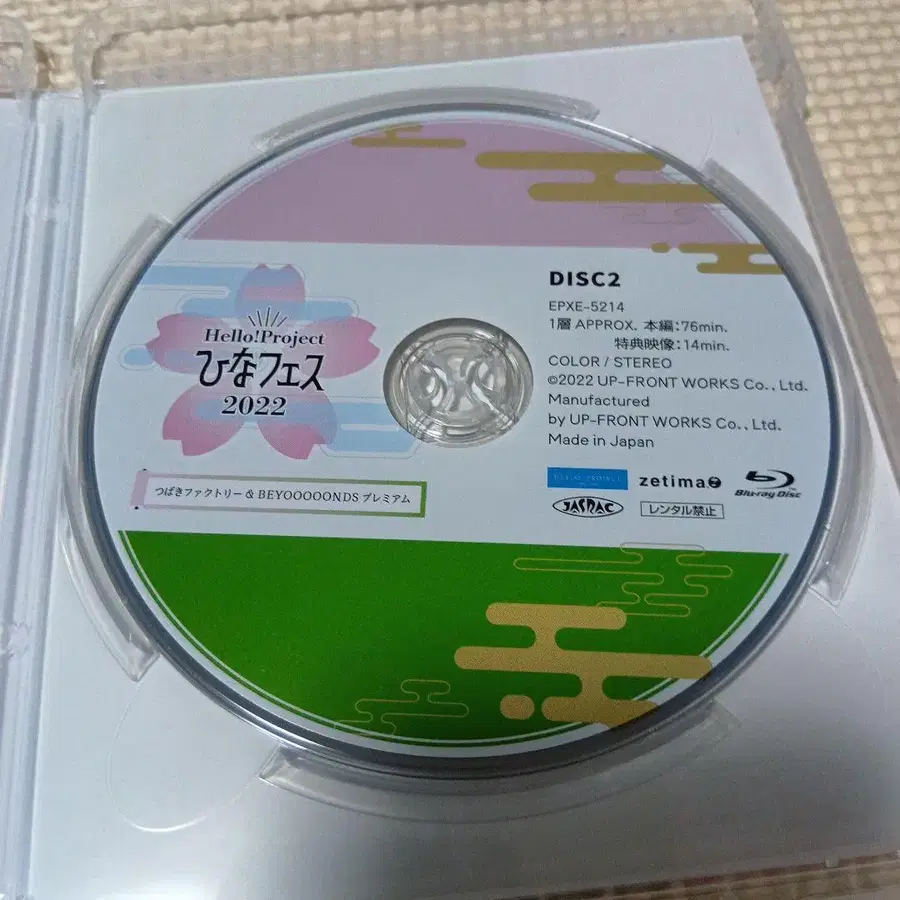 Hello!Project
ひなフェス
2022
つばきファクトリー & BEYOOOOONDS プレミアム
DISC2
EPXE-5214
1層 APPROX. 本編:76min.
特典映像:14min.
COLOR / STEREO
©2022 UP-FRONT WORKS Co., Ltd.
Manufactured
by UP-FRONT WORKS Co., Ltd.
Made in Japan
HELLO! PROJECT
zetima
Blu-ray Disc
JASRAC
レンタル禁止